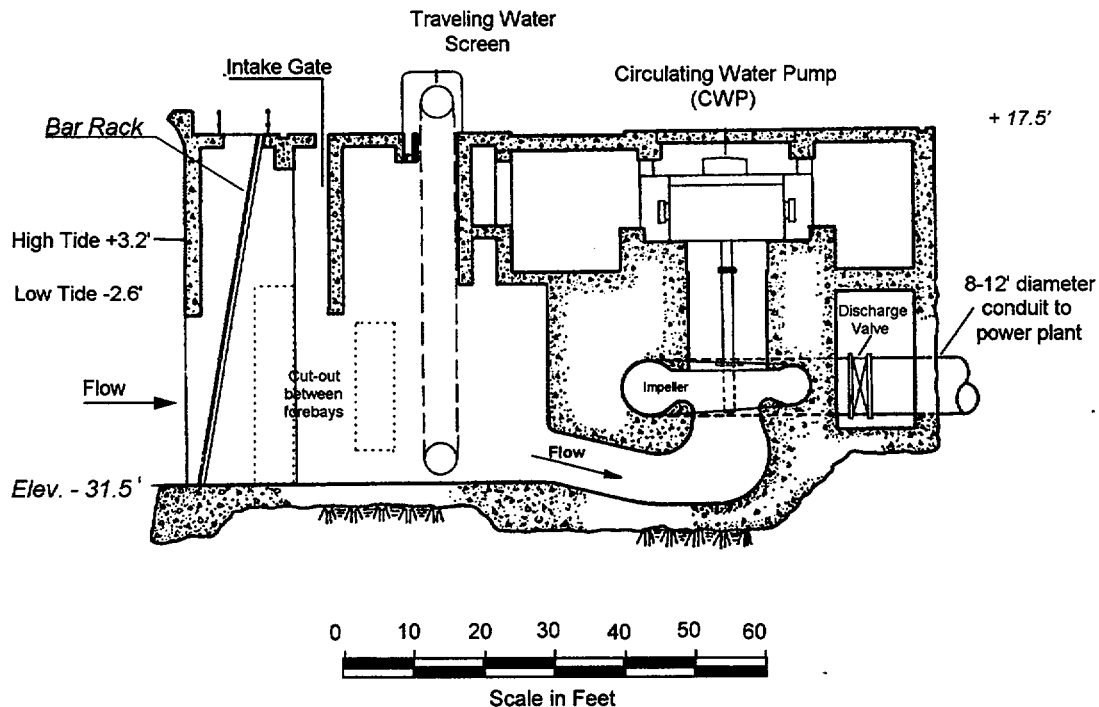 Traveling Water
Screen
Intake Gate
Circulating Water Pump
(CWP)
Bar Rack
+ 17.5'
High Tide +3.2'
Low Tide -2.6'
8-12' diameter
conduit to
power plant
Discharge
Valve
Impeller
Cut-out
between
forebays
Flow
Flow
Elev. - 31.5'
0 10 20 30 40 50 60
Scale in Feet